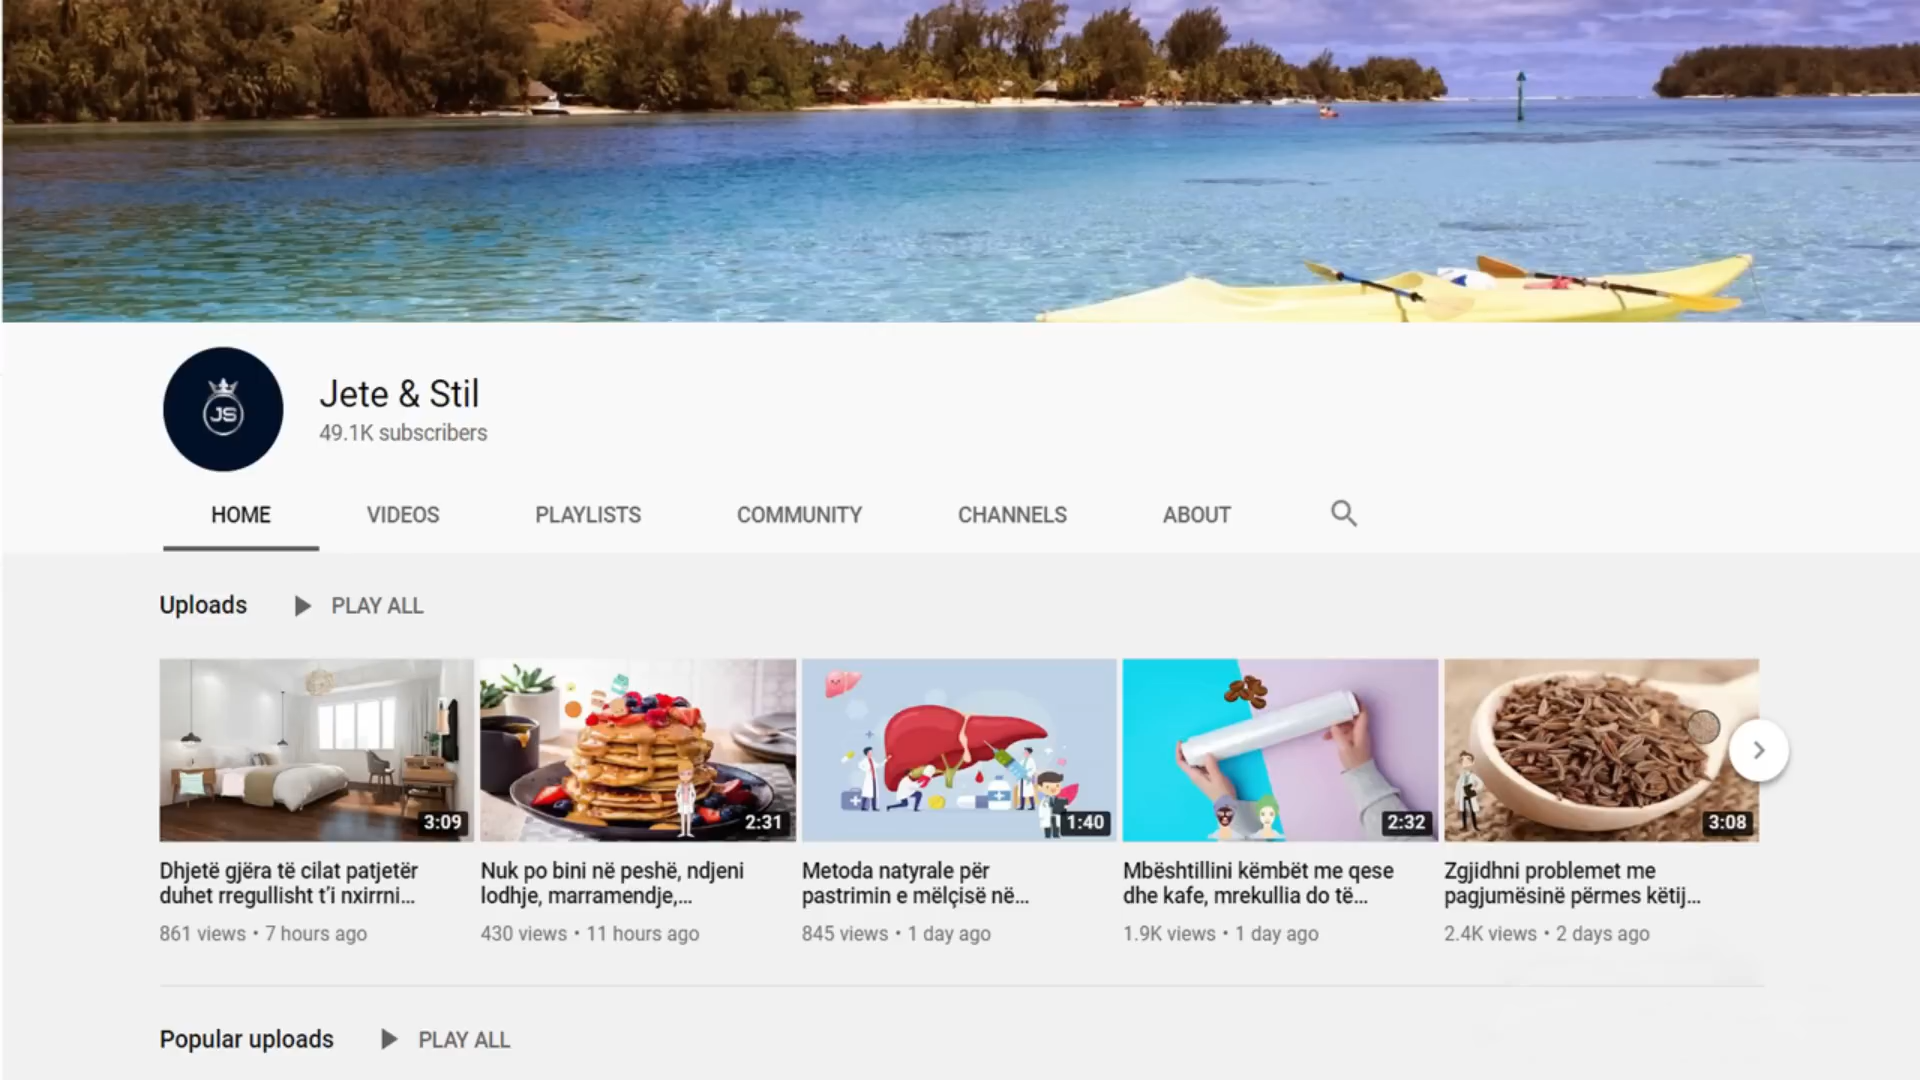 JS
Jete & Stil
49.1K subscribers
HOME VIDEOS PLAYLISTS COMMUNITY CHANNELS ABOUT
Uploads PLAY ALL
3:09 2:31 1:40 2:32 3:08
Dhjetë gjëra të cilat patjetër
duhet rregullisht t'i nxirrni...
861 views • 7 hours ago
Nuk po bini në peshë, ndjeni
lodhje, marramendje,...
430 views • 11 hours ago
Metoda natyrale për
pastrimin e mëlçisë në...
845 views • 1 day ago
Mbështillini këmbët me qese
dhe kafe, mrekullia do të...
1.9K views • 1 day ago
Zgjidhni problemet me
pagjumësinë përmes këtij...
2.4K views • 2 days ago
Popular uploads PLAY ALL